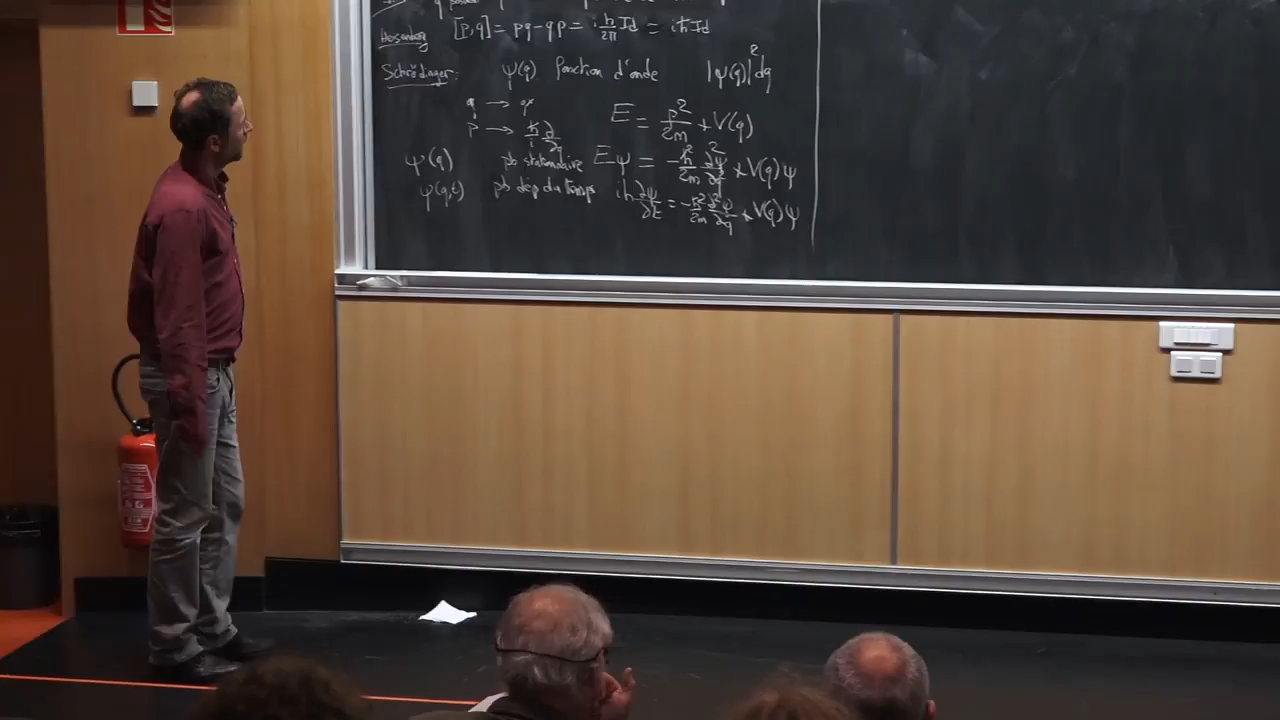 [p,q] = pq-qp = i ℏ/2π Id = iℏ Id
Heisenberg
Schrödinger: ψ(q) fonction d'onde |ψ(q)|² dq
q → qx
p → ℏ/i ∂/∂q
E = p²/2m + V(q)
ψ(q) pb stationnaire Eψ = -ℏ²/2m ∂²ψ/∂q² + V(q)ψ
ψ(q,t) pb dép du temps iℏ ∂ψ/∂t = -ℏ²/2m ∂²ψ/∂q² + V(q)ψ